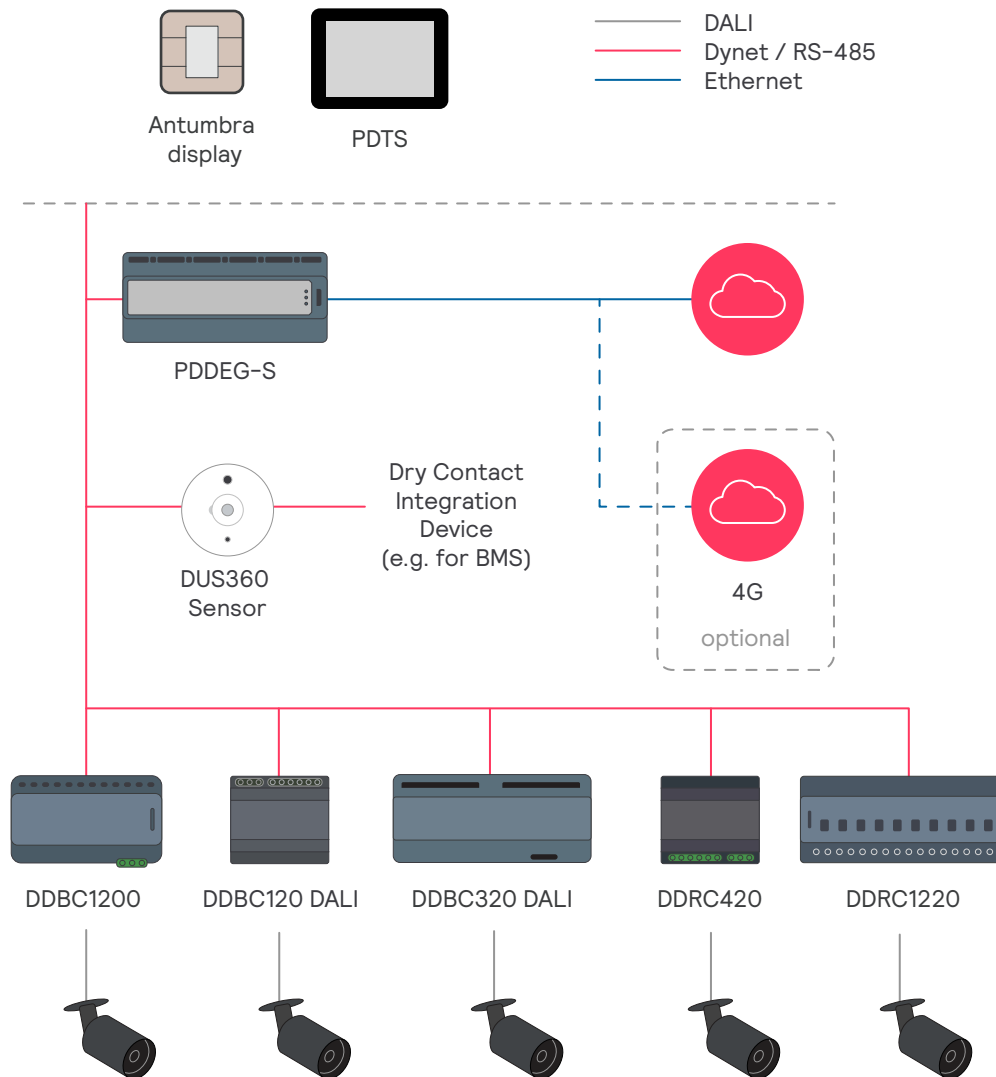 DALI
Dynet / RS-485
Ethernet
Antumbra
display
PDTS
PDDEG-S
Dry Contact
Integration
Device
(e.g. for BMS)
DUS360
Sensor
4G
optional
DDBC1200
DDBC120 DALI
DDBC320 DALI
DDRC420
DDRC1220